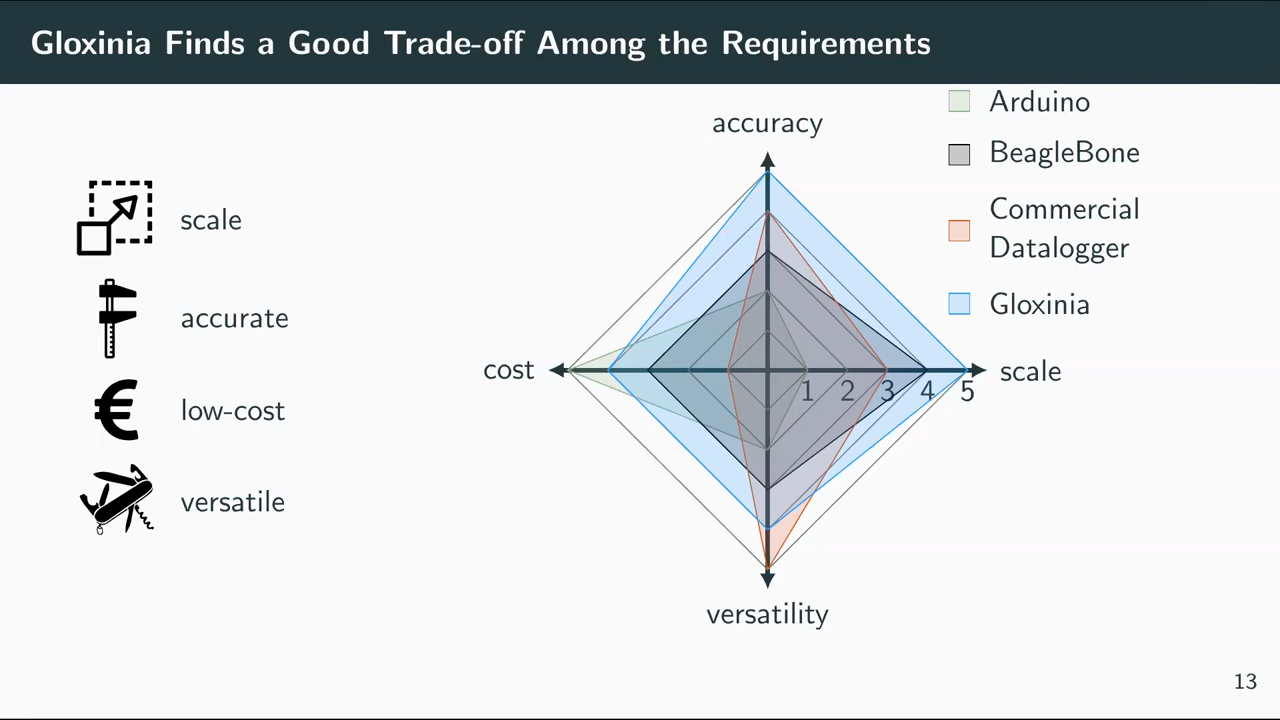 Gloxinia Finds a Good Trade-off Among the Requirements
scale
accurate
low-cost
versatile
accuracy
cost
scale
1 2 3 4 5
versatility
Arduino
BeagleBone
Commercial
Datalogger
Gloxinia
13